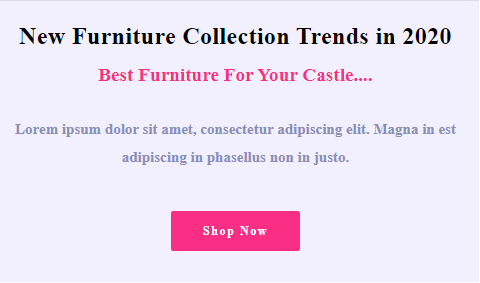 New Furniture Collection Trends in 2020
Best Furniture For Your Castle....
Lorem ipsum dolor sit amet, consectetur adipiscing elit. Magna in est
adipiscing in phasellus non in justo.
Shop Now